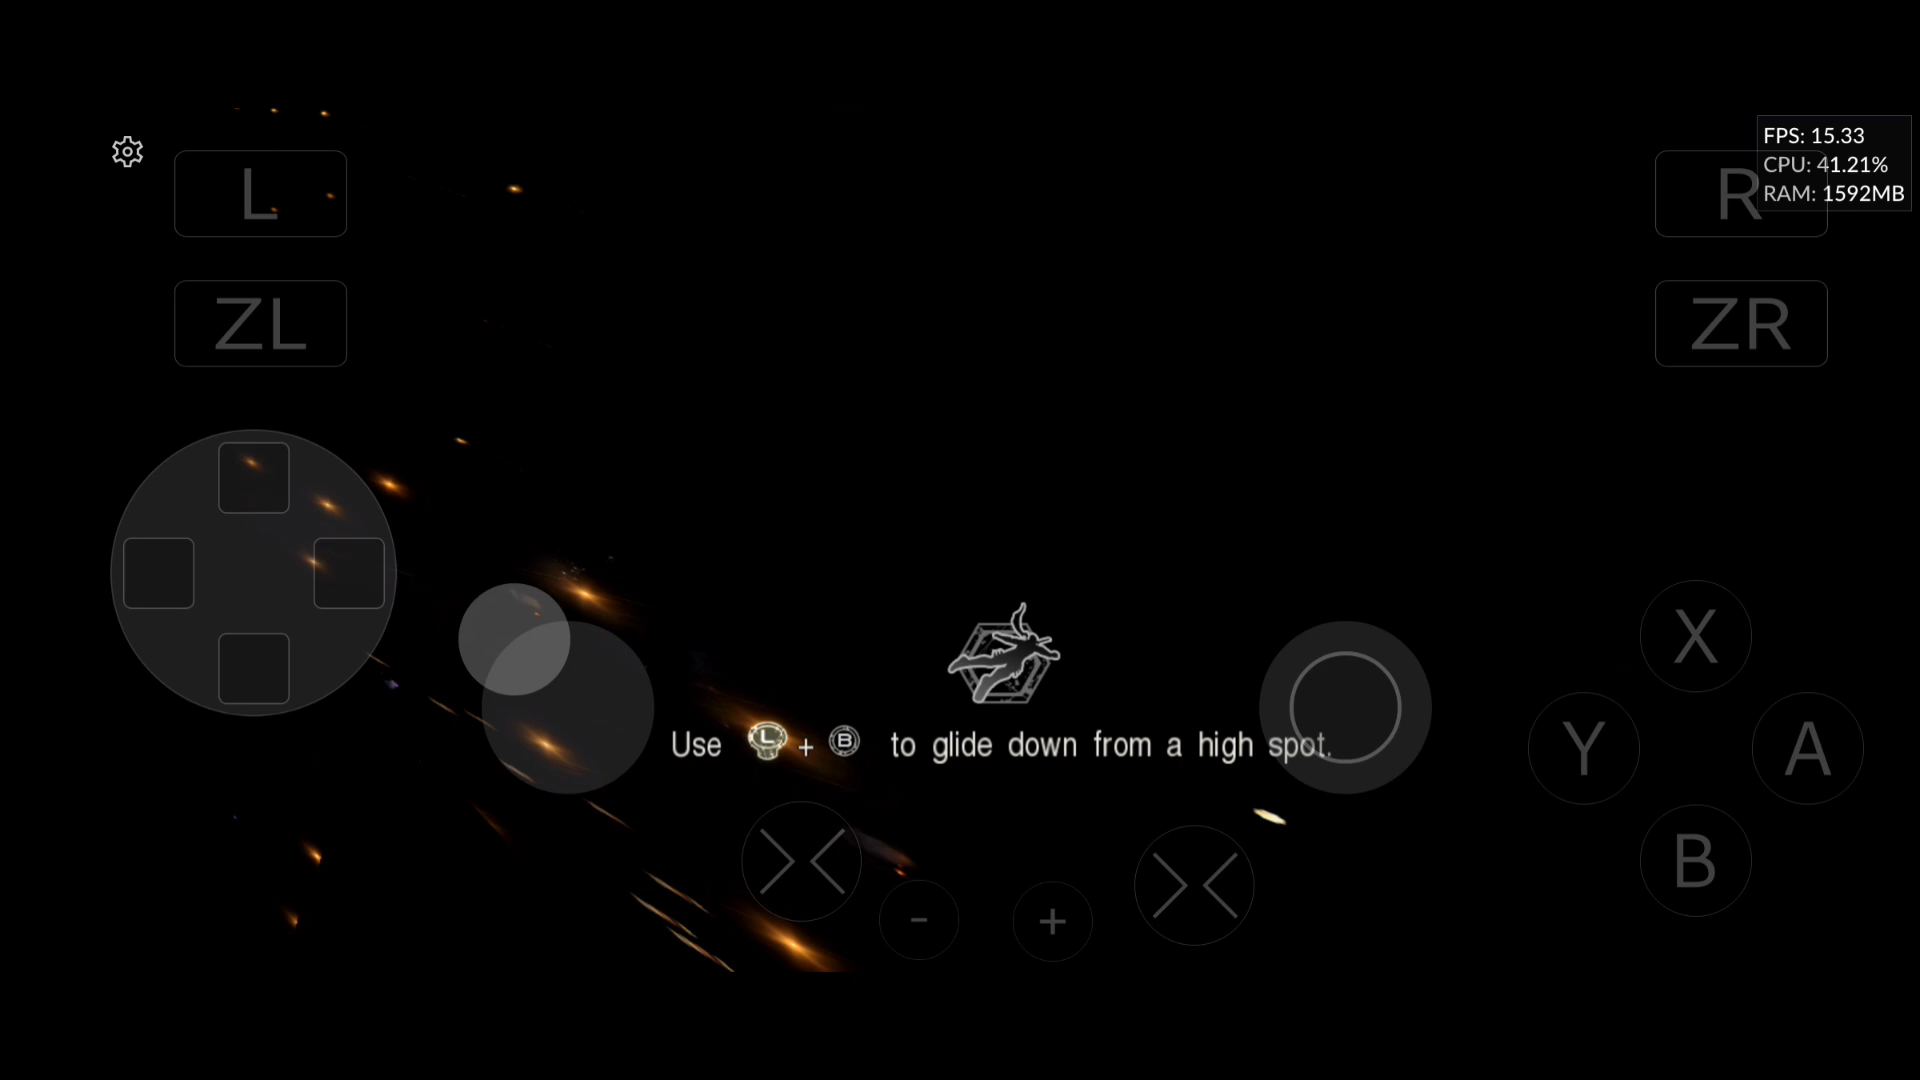 FPS: 15.33
CPU: 41.21%
RAM: 1592MB
L
R
ZL
ZR
X
Y
A
B
Use L + B to glide down from a high spot.
-
+